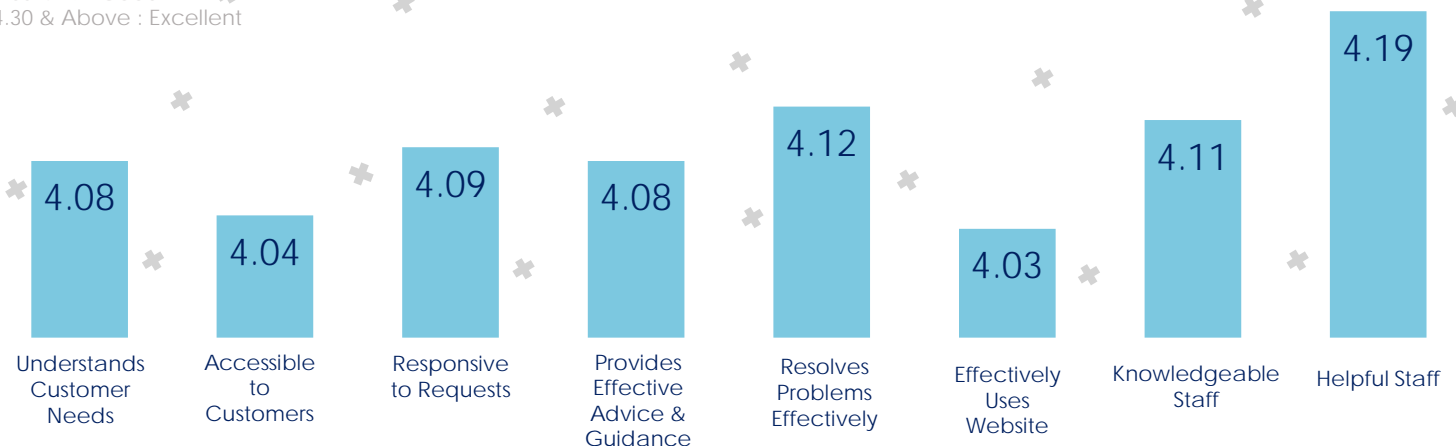 4.30 & Above : Excellent
4.08
4.04
4.09
4.08
4.12
4.03
4.11
4.19
Understands
Customer
Needs
Accessible
to
Customers
Responsive
to Requests
Provides
Effective
Advice &
Guidance
Resolves
Problems
Effectively
Effectively
Uses
Website
Knowledgeable
Staff
Helpful Staff